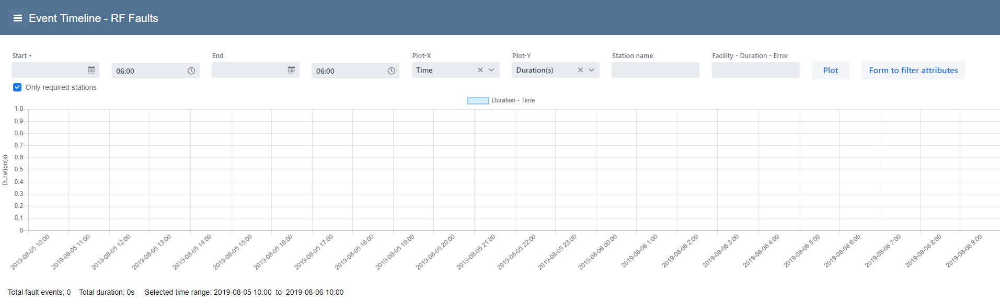 Event Timeline - RF Faults
Start • End Plot-X Plot-Y Station name Facility - Duration - Error
06:00 06:00 Time Duration(s) Plot Form to filter attributes
Only required stations
Duration - Time
1.0
0.9
0.8
0.7
0.6
0.5
0.4
0.3
0.2
0.1
0
Duration(s)
2019-08-05 10:00 2019-08-05 11:00 2019-08-05 12:00 2019-08-05 13:00 2019-08-05 14:00 2019-08-05 15:00 2019-08-05 16:00 2019-08-05 17:00 2019-08-05 18:00 2019-08-05 19:00 2019-08-05 20:00 2019-08-05 21:00 2019-08-05 22:00 2019-08-05 23:00 2019-08-06 00:00 2019-08-06 1:00 2019-08-06 2:00 2019-08-06 3:00 2019-08-06 4:00 2019-08-06 5:00 2019-08-06 6:00 2019-08-06 7:00 2019-08-06 8:00 2019-08-06 9:00
Total fault events: 0 Total duration: 0s Selected time range: 2019-08-05 10:00 to 2019-08-06 10:00